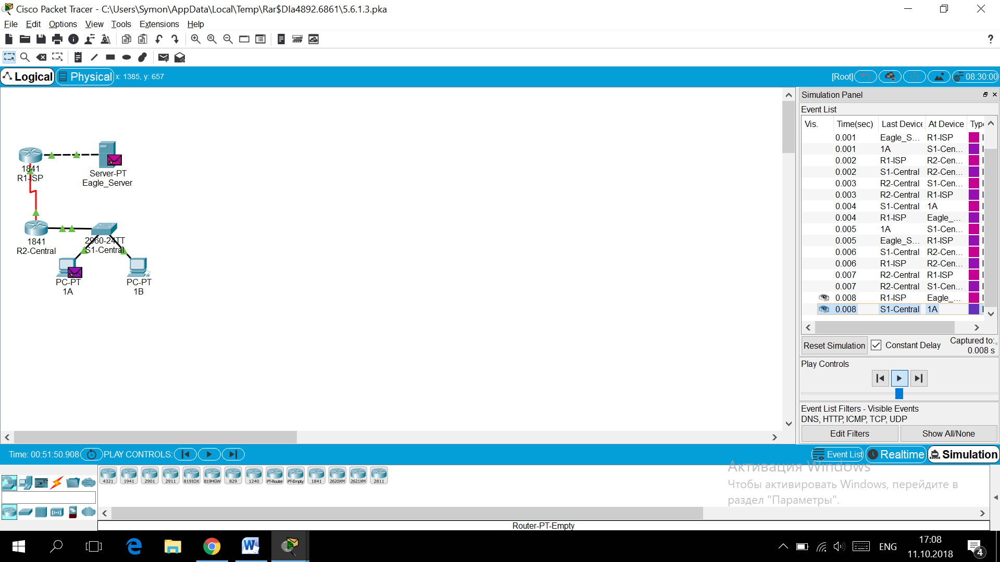 Cisco Packet Tracer - C:\Users\Symon\AppData\Local\Temp\Rar$DIa4892.6861\5.6.1.3.pka
File Edit Options View Tools Extensions Help
?
Logical Physical x: 1385, y: 657 [Root] 08:30:00
1841
R1-ISP
Server-PT
Eagle_Server
1841
R2-Central
2960-24TT
S1-Central
PC-PT
1A
PC-PT
1B
Simulation Panel
Event List
Vis. Time(sec) Last Device At Device Type
0.001 Eagle_S... R1-ISP I
0.001 1A S1-Cen... I
0.002 R1-ISP R2-Cen... I
0.002 S1-Central R2-Cen... I
0.003 R2-Central S1-Cen... I
0.003 R2-Central R1-ISP I
0.004 S1-Central 1A I
0.004 R1-ISP Eagle_... I
0.005 1A S1-Cen... I
0.005 Eagle_S... R1-ISP I
0.006 S1-Central R2-Cen... I
0.006 R1-ISP R2-Cen... I
0.007 R2-Central R1-ISP I
0.007 R2-Central S1-Cen... I
0.008 R1-ISP Eagle_... I
0.008 S1-Central 1A I
Reset Simulation Constant Delay Captured to:
0.008 s
Play Controls
Event List Filters - Visible Events
DNS, HTTP, ICMP, TCP, UDP
Edit Filters Show All/None
Time: 00:51:50.908 PLAY CONTROLS: Event List Realtime Simulation
4321 1941 2901 2911 819IOX 819HGW 829 1240 PT-Router PT-Empty 1841 2620XM 2621XM 2811
Активация Windows
Чтобы активировать Windows, перейдите в
раздел "Параметры".
Router-PT-Empty
ENG
17:08
11.10.2018
4